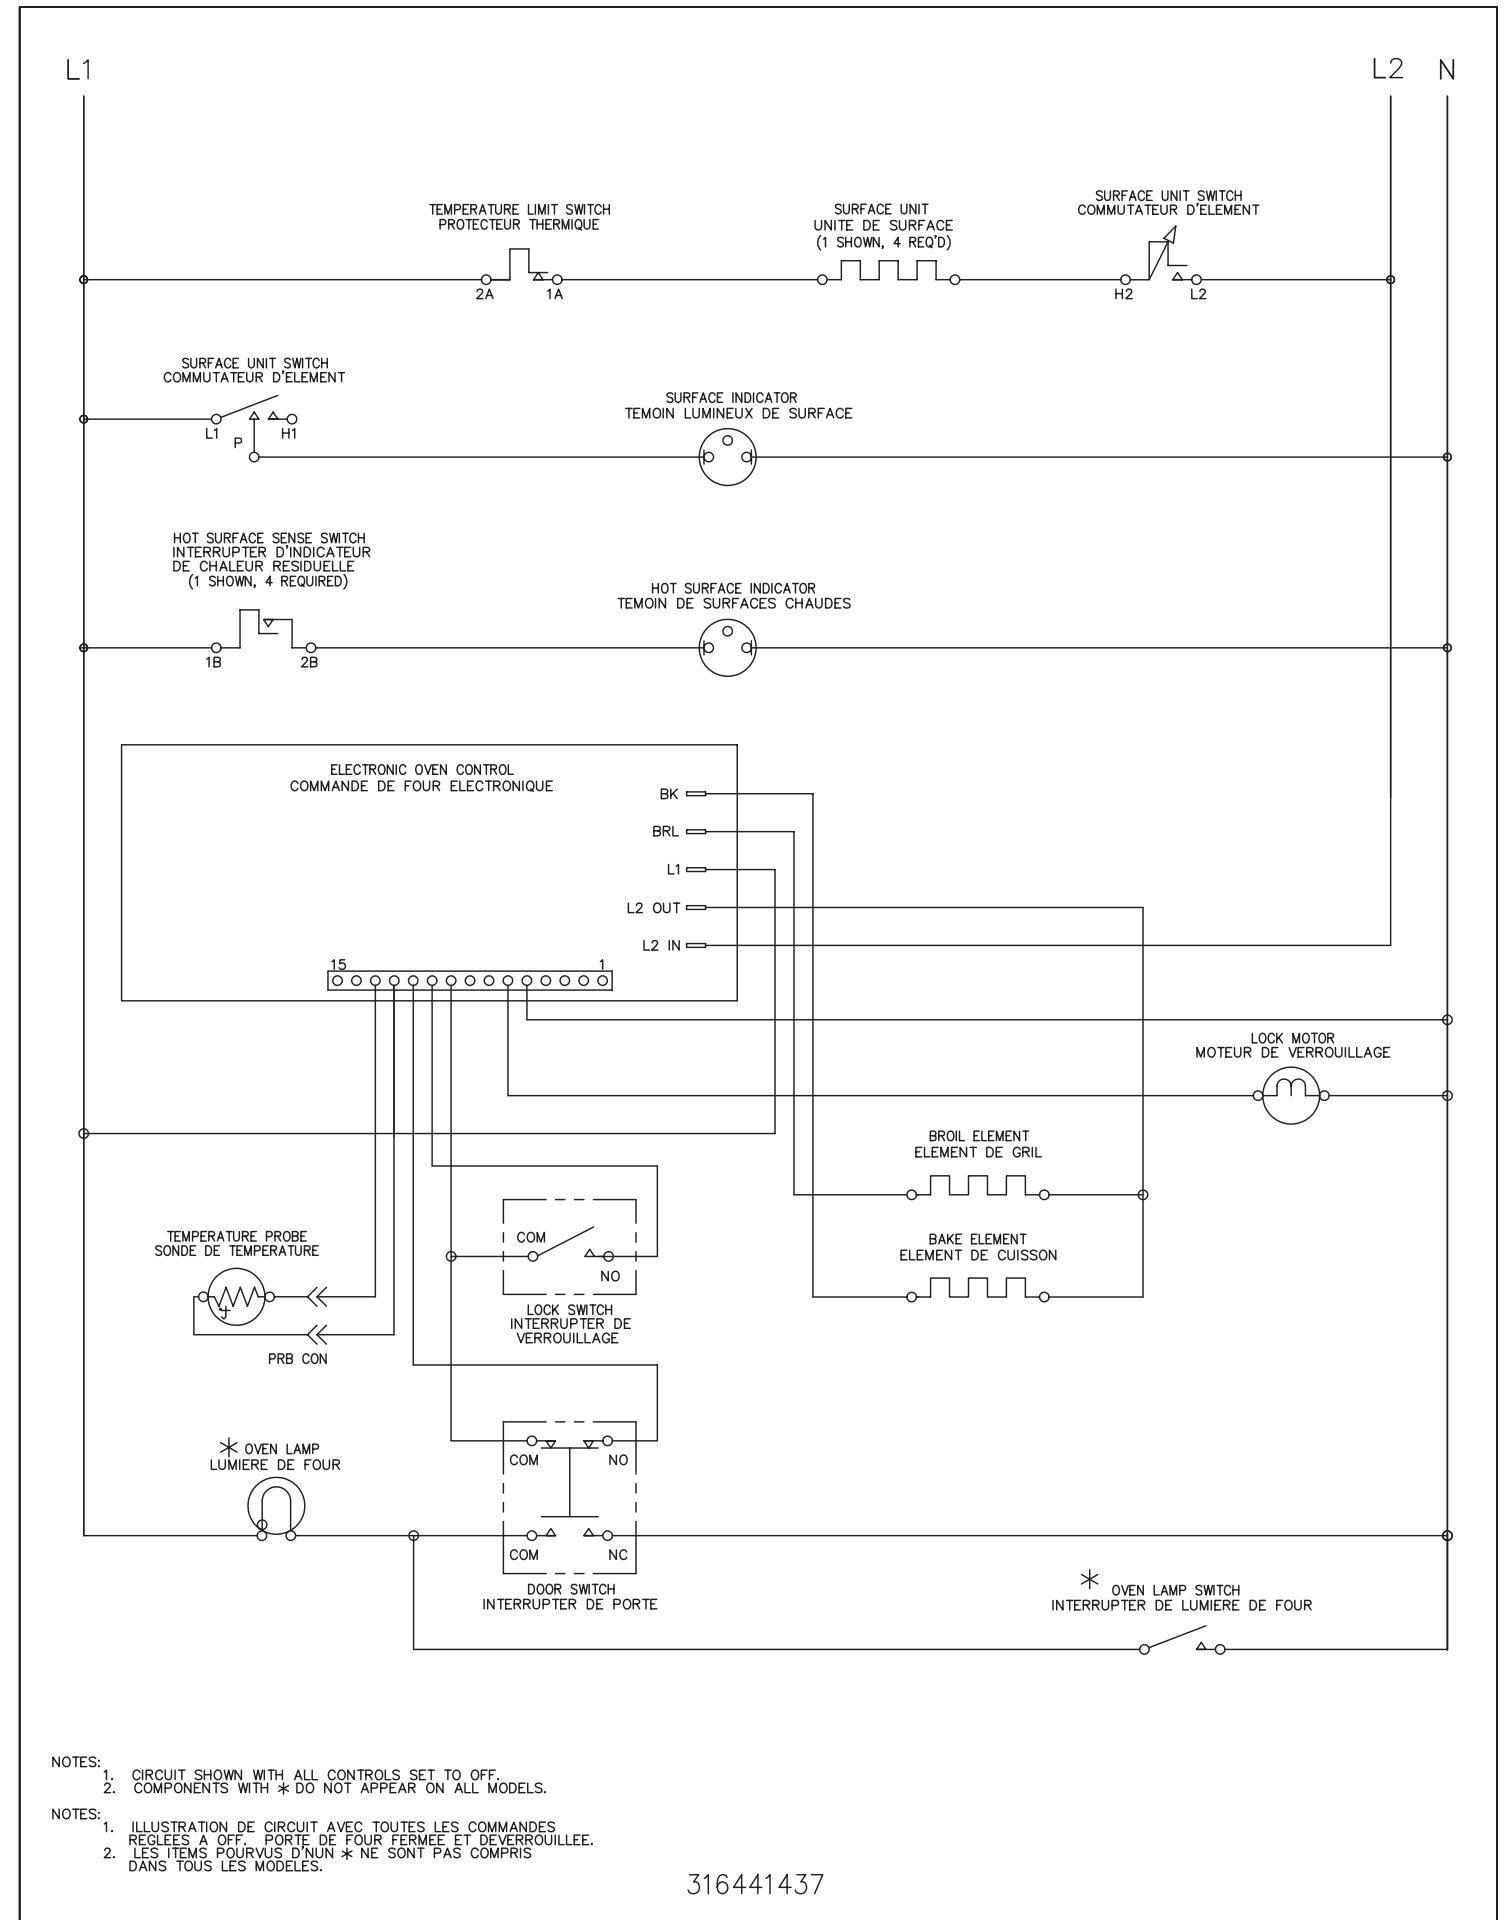 L1
L2 N
TEMPERATURE LIMIT SWITCH
PROTECTEUR THERMIQUE
2A
1A
SURFACE UNIT
UNITE DE SURFACE
(1 SHOWN, 4 REQ'D)
SURFACE UNIT SWITCH
COMMUTATEUR D'ELEMENT
H2
L2
SURFACE UNIT SWITCH
COMMUTATEUR D'ELEMENT
L1
P
H1
SURFACE INDICATOR
TEMOIN LUMINEUX DE SURFACE
HOT SURFACE SENSE SWITCH
INTERRUPTER D'INDICATEUR
DE CHALEUR RESIDUELLE
(1 SHOWN, 4 REQUIRED)
1B
2B
HOT SURFACE INDICATOR
TEMOIN DE SURFACES CHAUDES
ELECTRONIC OVEN CONTROL
COMMANDE DE FOUR ELECTRONIQUE
BK
BRL
L1
L2 OUT
L2 IN
15
1
LOCK MOTOR
MOTEUR DE VERROUILLAGE
BROIL ELEMENT
ELEMENT DE GRIL
BAKE ELEMENT
ELEMENT DE CUISSON
TEMPERATURE PROBE
SONDE DE TEMPERATURE
PRB CON
COM
NO
LOCK SWITCH
INTERRUPTER DE
VERROUILLAGE
* OVEN LAMP
LUMIERE DE FOUR
COM
NO
COM
NC
DOOR SWITCH
INTERRUPTER DE PORTE
* OVEN LAMP SWITCH
INTERRUPTER DE LUMIERE DE FOUR
NOTES:
1. CIRCUIT SHOWN WITH ALL CONTROLS SET TO OFF.
2. COMPONENTS WITH * DO NOT APPEAR ON ALL MODELS.
NOTES:
1. ILLUSTRATION DE CIRCUIT AVEC TOUTES LES COMMANDES
REGLEES A OFF. PORTE DE FOUR FERMEE ET DEVERROUILLEE.
2. LES ITEMS POURVUS D'NUN * NE SONT PAS COMPRIS
DANS TOUS LES MODELES.
316441437